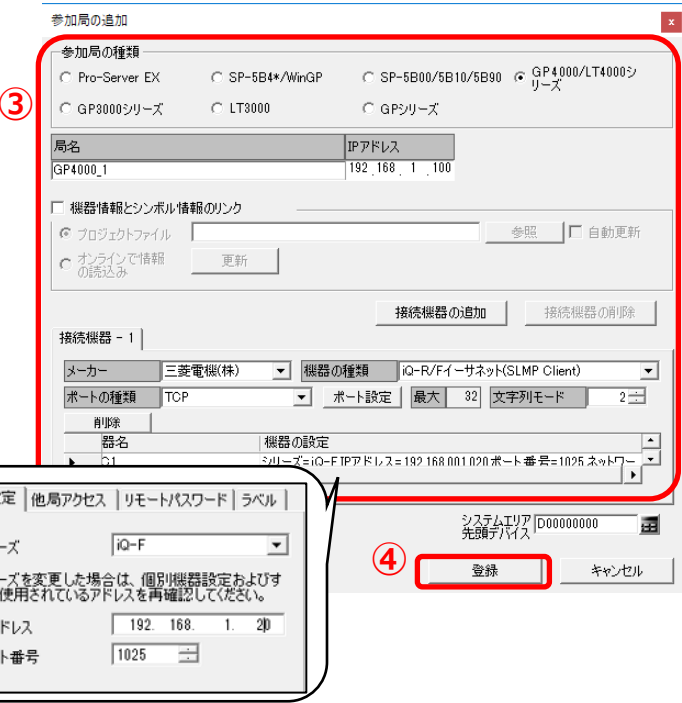 参加局の追加
x
参加局の種類
Pro-Server EX
SP-5B4*/WinGP
SP-5B00/5B10/5B90
GP4000/LT4000シ
リーズ
③
GP3000シリーズ
LT3000
GPシリーズ
局名
IPアドレス
GP4000_1
192 .168 . 1 .100
機器情報とシンボル情報のリンク
プロジェクトファイル
参照
自動更新
オンラインで情報
の読込み
更新
接続機器の追加
接続機器の削除
接続機器 - 1
メーカー
三菱電機(株)
機器の種類
iQ-R/Fイーサネット(SLMP Client)
ポートの種類
TCP
ポート設定
最大
32
文字列モード
2
削除
器名
機器の設定
シリーズ=iQ-F IPアドレス=192.168.001.020 ポート番号=1025 ネットワー
定
他局アクセス
リモートパスワード
ラベル
システムエリア
先頭デバイス
D00000000
ーズ
iQ-F
④
登録
キャンセル
ーズを変更した場合は、個別機器設定およびす
使用されているアドレスを再確認してください。
ドレス
192. 168. 1. 20
ト番号
1025